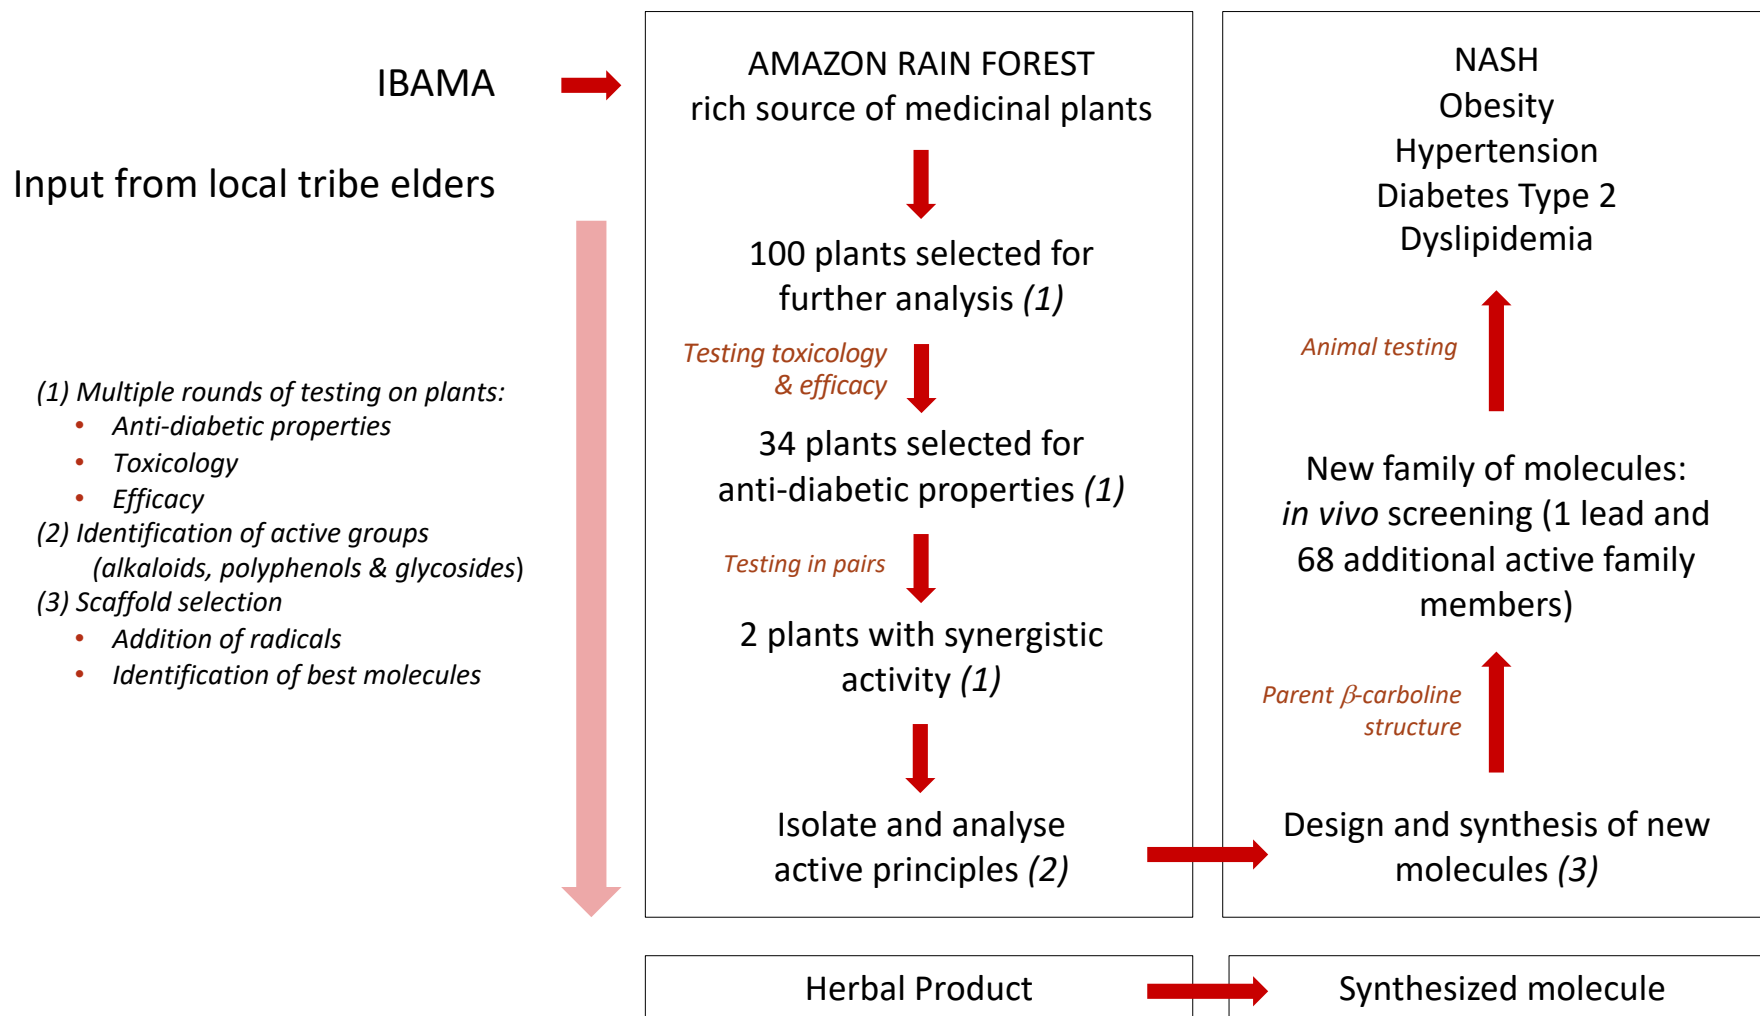 IBAMA
Input from local tribe elders
(1) Multiple rounds of testing on plants:
• Anti-diabetic properties
• Toxicology
• Efficacy
(2) Identification of active groups
(alkaloids, polyphenols & glycosides)
(3) Scaffold selection
• Addition of radicals
• Identification of best molecules
AMAZON RAIN FOREST
rich source of medicinal plants
100 plants selected for
further analysis (1)
Testing toxicology
& efficacy
34 plants selected for
anti-diabetic properties (1)
Testing in pairs
2 plants with synergistic
activity (1)
Isolate and analyse
active principles (2)
NASH
Obesity
Hypertension
Diabetes Type 2
Dyslipidemia
Animal testing
New family of molecules:
in vivo screening (1 lead and
68 additional active family
members)
Parent β-carboline
structure
Design and synthesis of new
molecules (3)
Herbal Product
Synthesized molecule